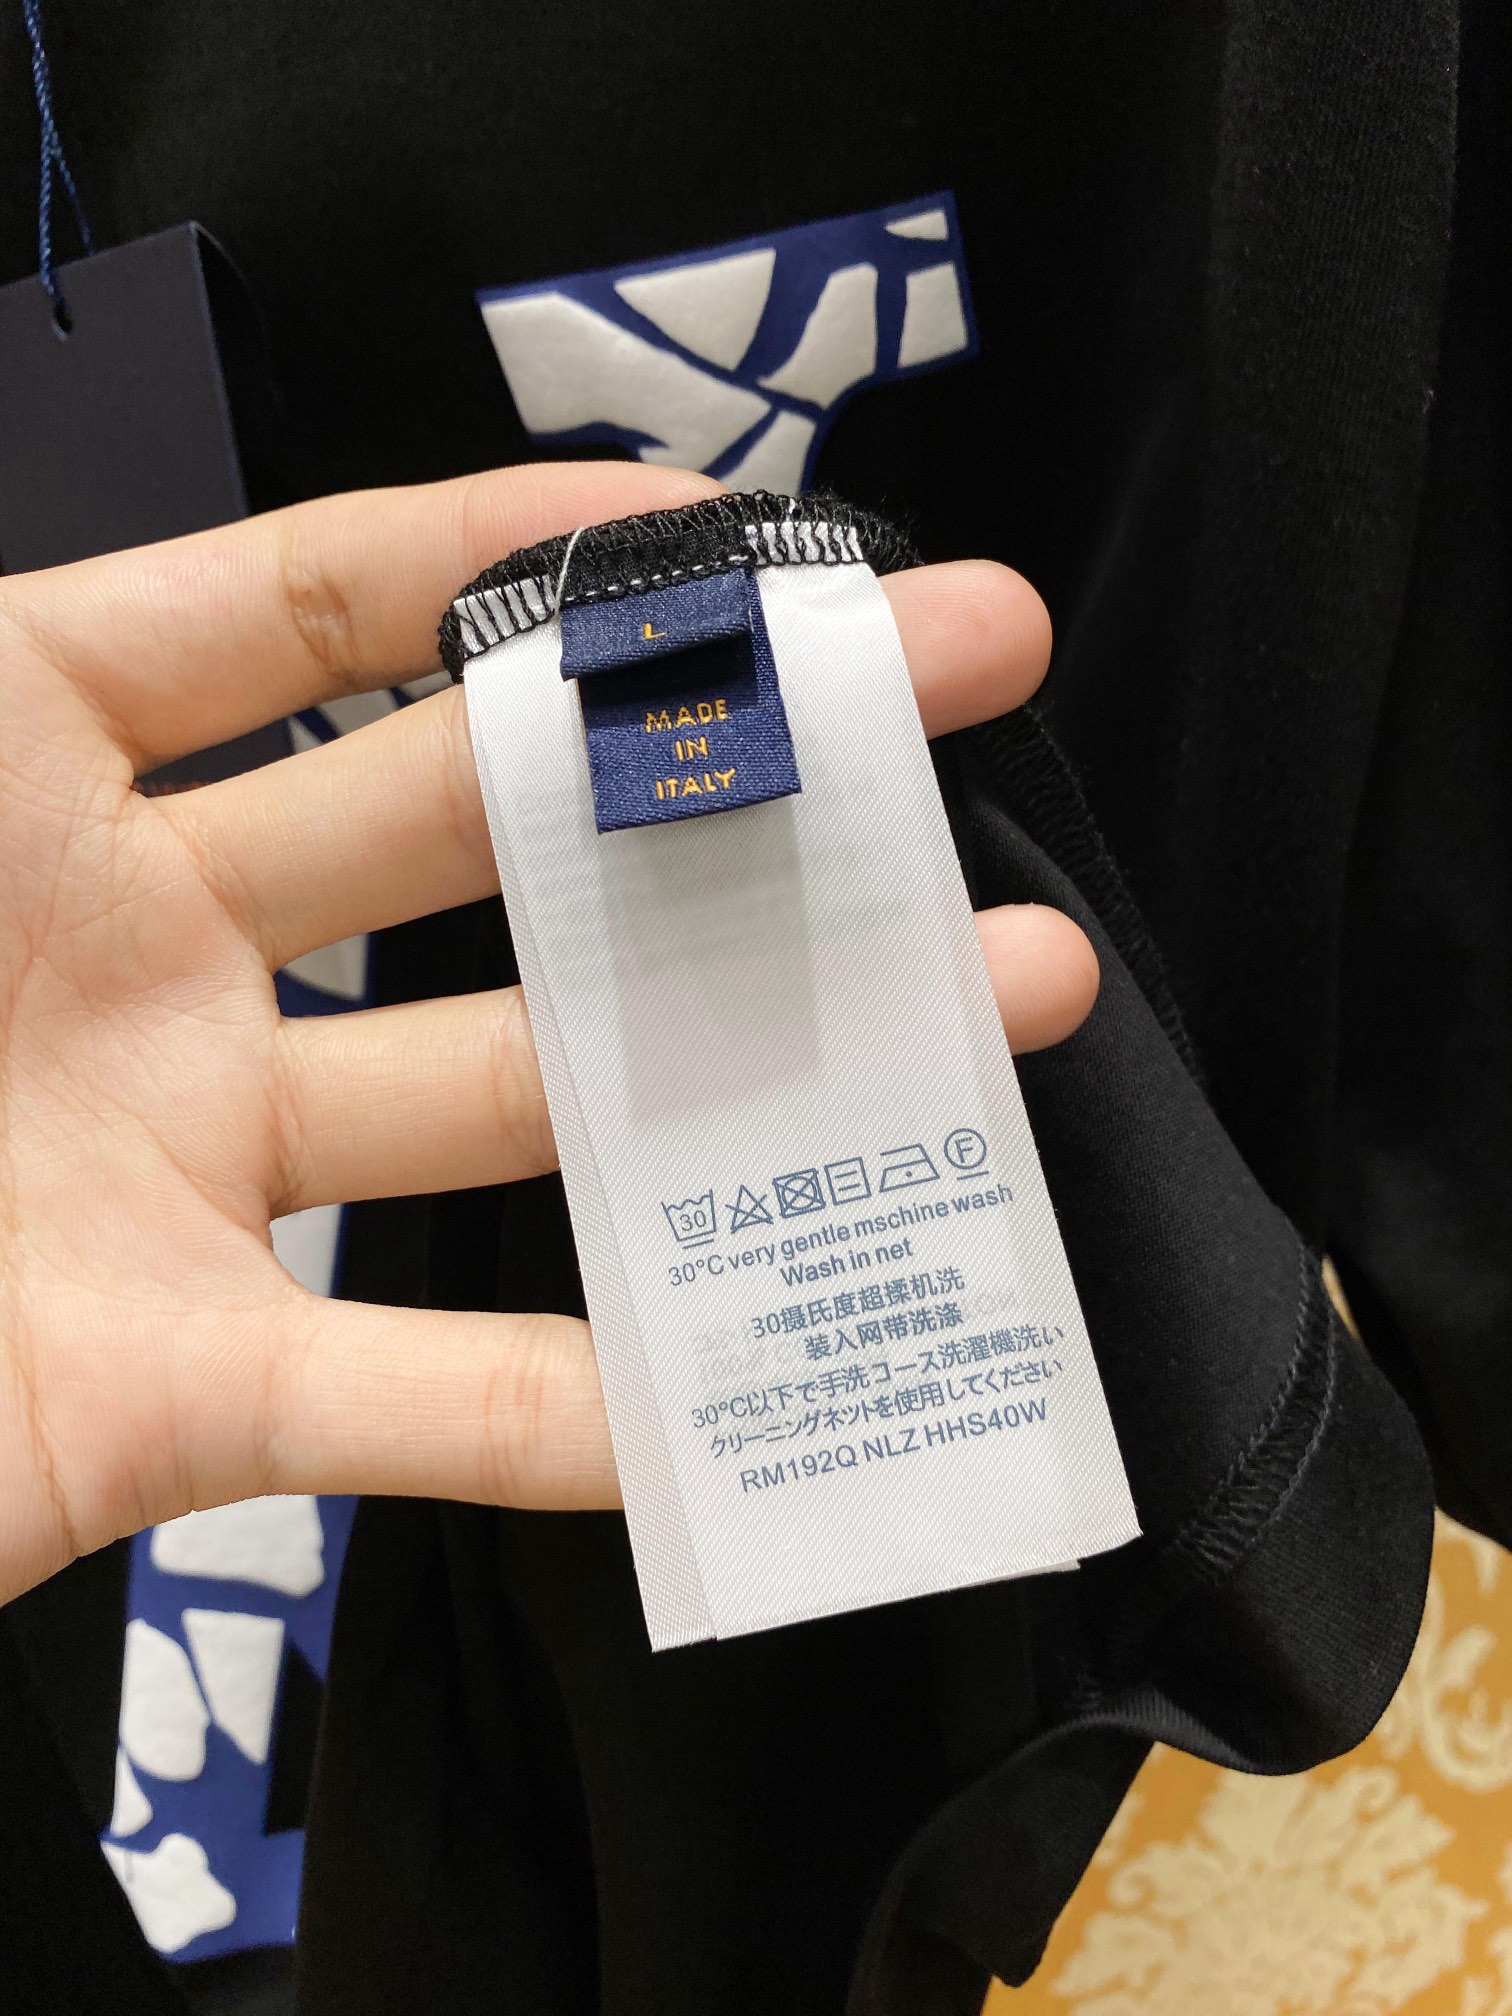 L
MADE
IN
ITALY
30
F
30°C very gentle mschine wash
Wash in net
30摄氏度超揉机洗
装入网带洗涤
30°C以下で手洗コース洗濯機洗い
クリーニングネットを使用してください
RM192Q NLZ HHS40W